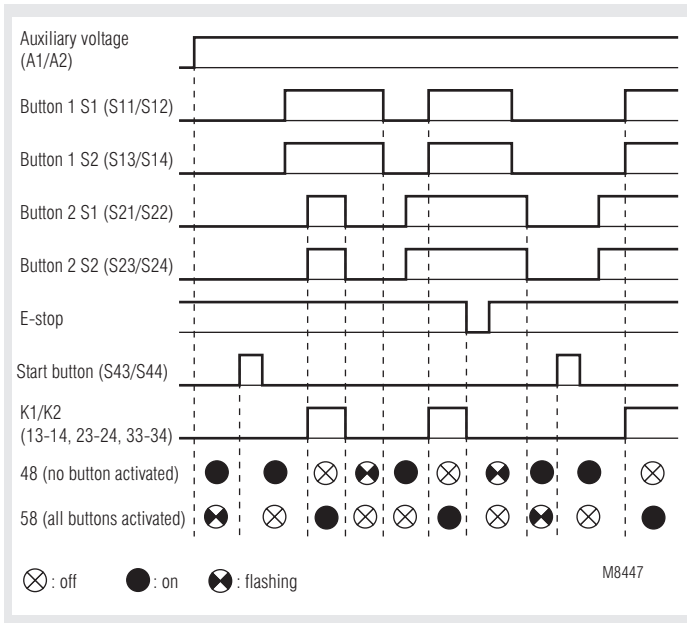 Auxiliary voltage
(A1/A2)
Button 1 S1 (S11/S12)
Button 1 S2 (S13/S14)
Button 2 S1 (S21/S22)
Button 2 S2 (S23/S24)
E-stop
Start button (S43/S44)
K1/K2
(13-14, 23-24, 33-34)
48 (no button activated)
58 (all buttons activated)
: off : on : flashing
M8447